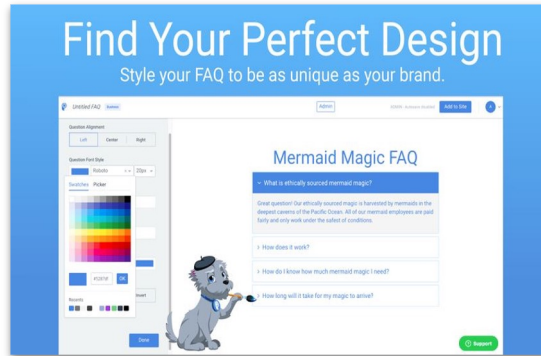 Find Your Perfect Design
Style your FAQ to be as unique as your brand.
Untitled FAQ
Admin
Add to Site
Question Alignment
Left Center Right
Question Font Style
Roboto 20px
Swatches Picker
OK
Recents
Done
Mermaid Magic FAQ
What is ethically sourced mermaid magic?
Great question! Our ethically sourced magic is harvested by mermaids in the
deepest caverns of the Pacific Ocean. All of our mermaid employees are paid
fairly and only work under the safest of conditions.
How does it work?
How do I know how much mermaid magic I need?
How long will it take for my magic to arrive?
Support